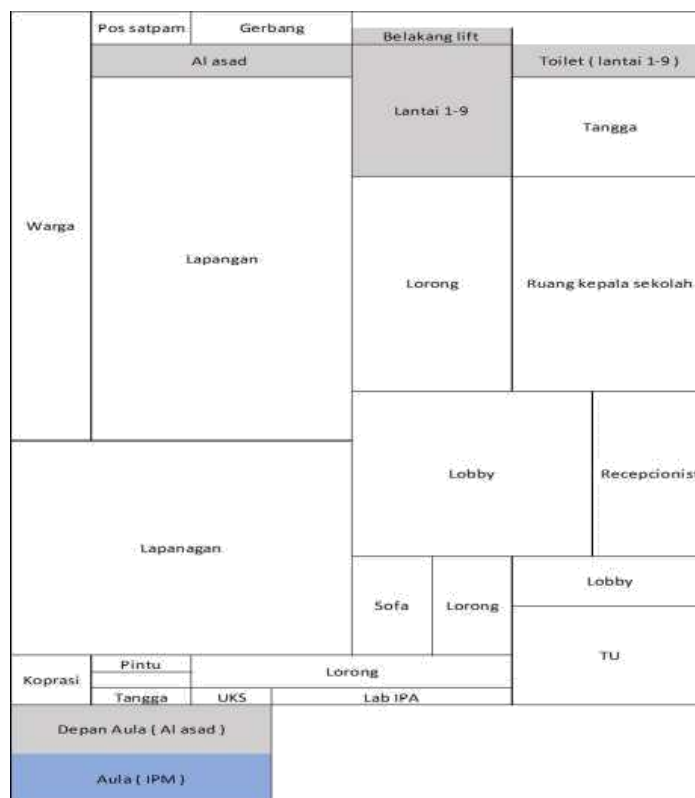 Pos satpam
Gerbang
Belakang lift
Al asad
Toilet ( lantai 1-9 )
Lantai 1-9
Tangga
Warga
Lapangan
Lorong
Ruang kepala sekolah
Lobby
Recepcionist
Lapanagan
Lobby
Sofa
Lorong
TU
Koprasi
Pintu
Lorong
Tangga
UKS
Lab IPA
Depan Aula ( Al asad )
Aula ( IPM )